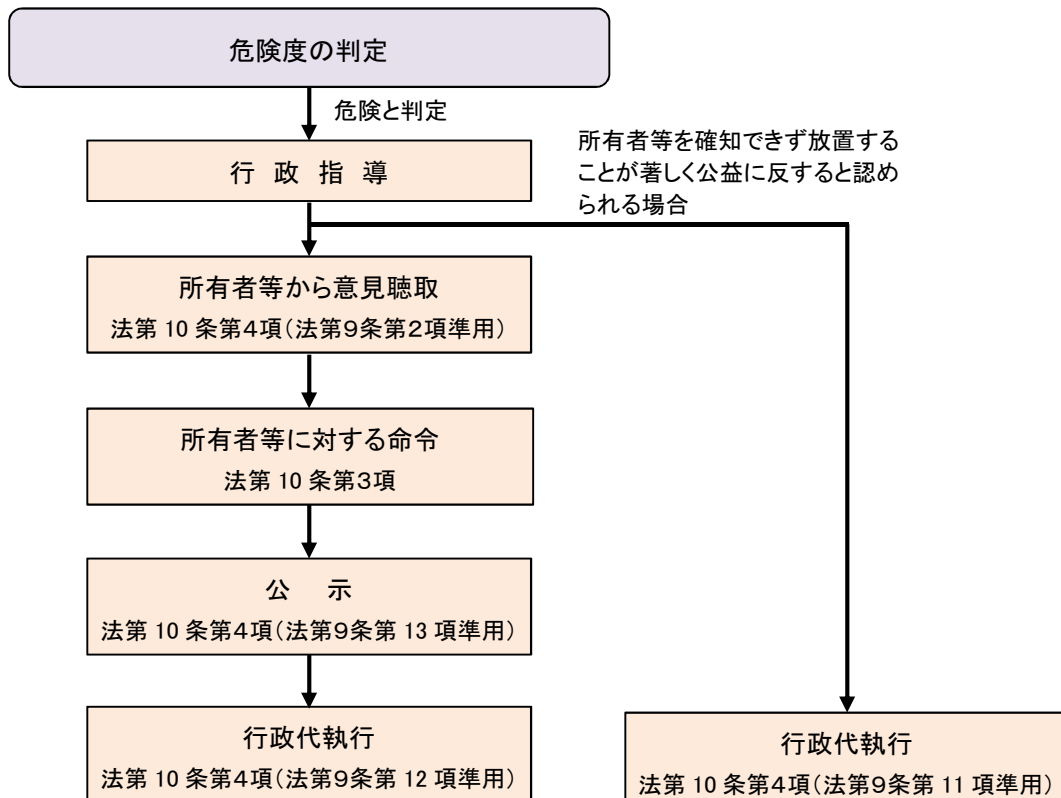 危険度の判定
危険と判定
行 政 指 導
所有者等を確知できず放置する
ことが著しく公益に反すると認め
られる場合
所有者等から意見聴取
法第 10 条第4項(法第9条第2項準用)
所有者等に対する命令
法第 10 条第3項
公 示
法第 10 条第4項(法第9条第 13 項準用)
行政代執行
法第 10 条第4項(法第9条第 12 項準用)
行政代執行
法第 10 条第4項(法第9条第 11 項準用)